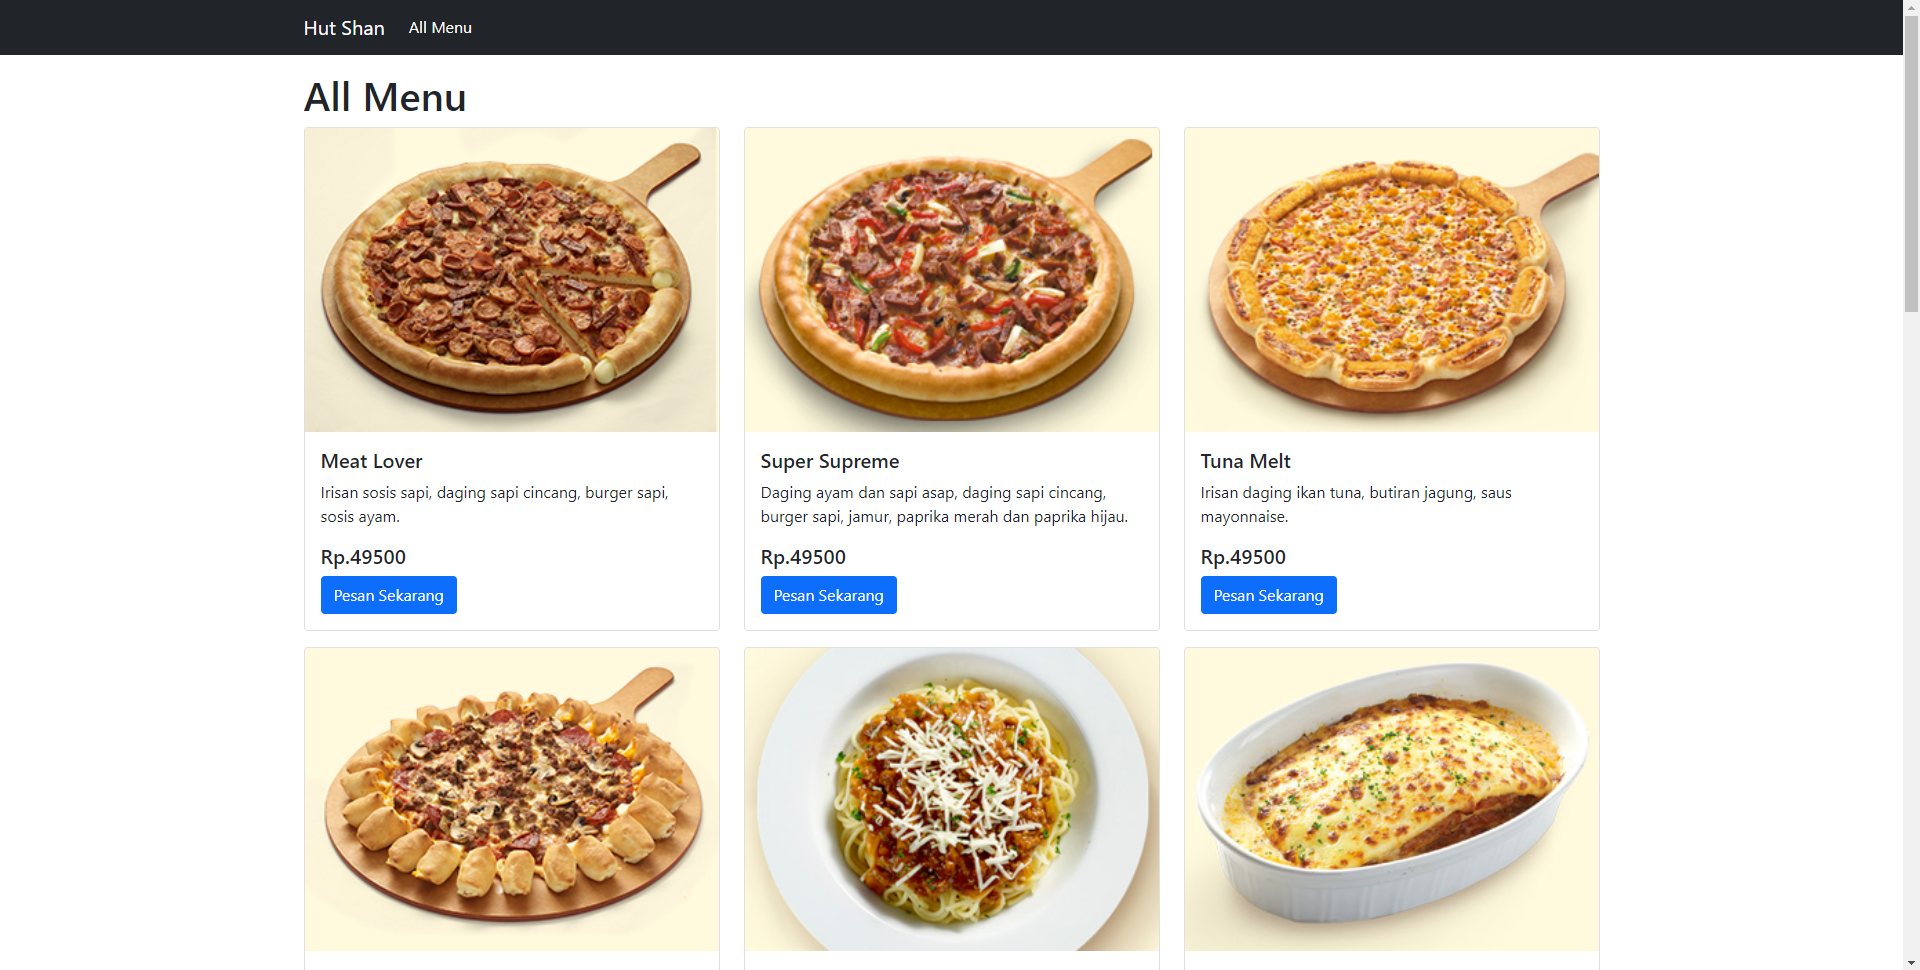 Hut Shan
All Menu
All Menu
Meat Lover
Irisan sosis sapi, daging sapi cincang, burger sapi,
sosis ayam.
Rp.49500
Pesan Sekarang
Super Supreme
Daging ayam dan sapi asap, daging sapi cincang,
burger sapi, jamur, paprika merah dan paprika hijau.
Rp.49500
Pesan Sekarang
Tuna Melt
Irisan daging ikan tuna, butiran jagung, saus
mayonnaise.
Rp.49500
Pesan Sekarang